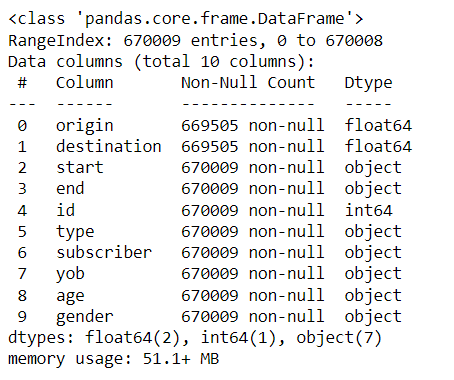 <class 'pandas.core.frame.DataFrame'>
RangeIndex: 670009 entries, 0 to 670008
Data columns (total 10 columns):
 #   Column       Non-Null Count   Dtype
---  ------       --------------   -----
 0   origin       669505 non-null  float64
 1   destination  669505 non-null  float64
 2   start        670009 non-null  object
 3   end          670009 non-null  object
 4   id           670009 non-null  int64
 5   type         670009 non-null  object
 6   subscriber   670009 non-null  object
 7   yob          670009 non-null  object
 8   age          670009 non-null  object
 9   gender       670009 non-null  object
dtypes: float64(2), int64(1), object(7)
memory usage: 51.1+ MB